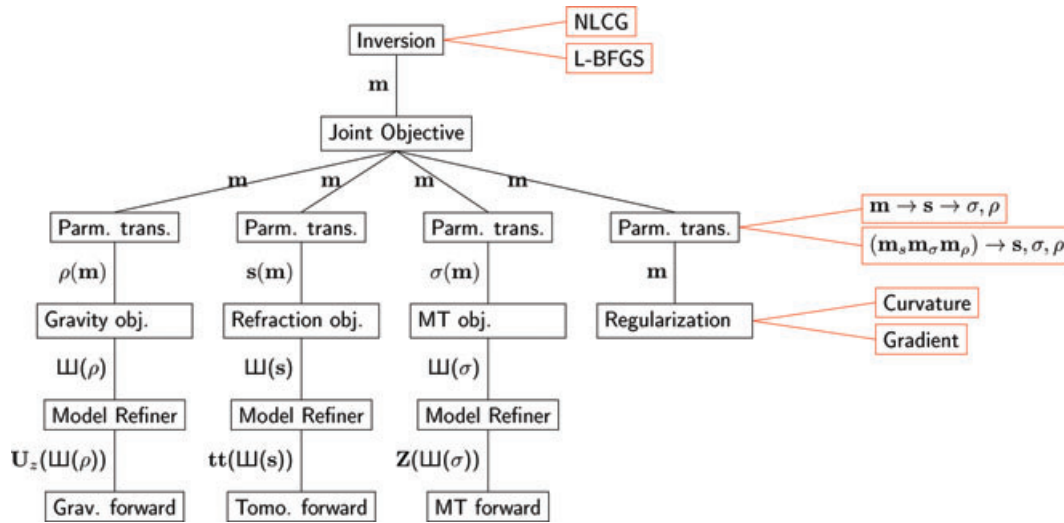 NLCG
Inversion
L-BFGS
m
Joint Objective
m m m m
m → s → σ, ρ
Parm. trans. Parm. trans. Parm. trans. Parm. trans.
(mₛm_σm_ρ) → s, σ, ρ
ρ(m) s(m) σ(m) m
Curvature
Gravity obj. Refraction obj. MT obj. Regularization
Gradient
Ш(ρ) Ш(s) Ш(σ)
Model Refiner Model Refiner Model Refiner
U_z(Ш(ρ)) tt(Ш(s)) Z(Ш(σ))
Grav. forward Tomo. forward MT forward